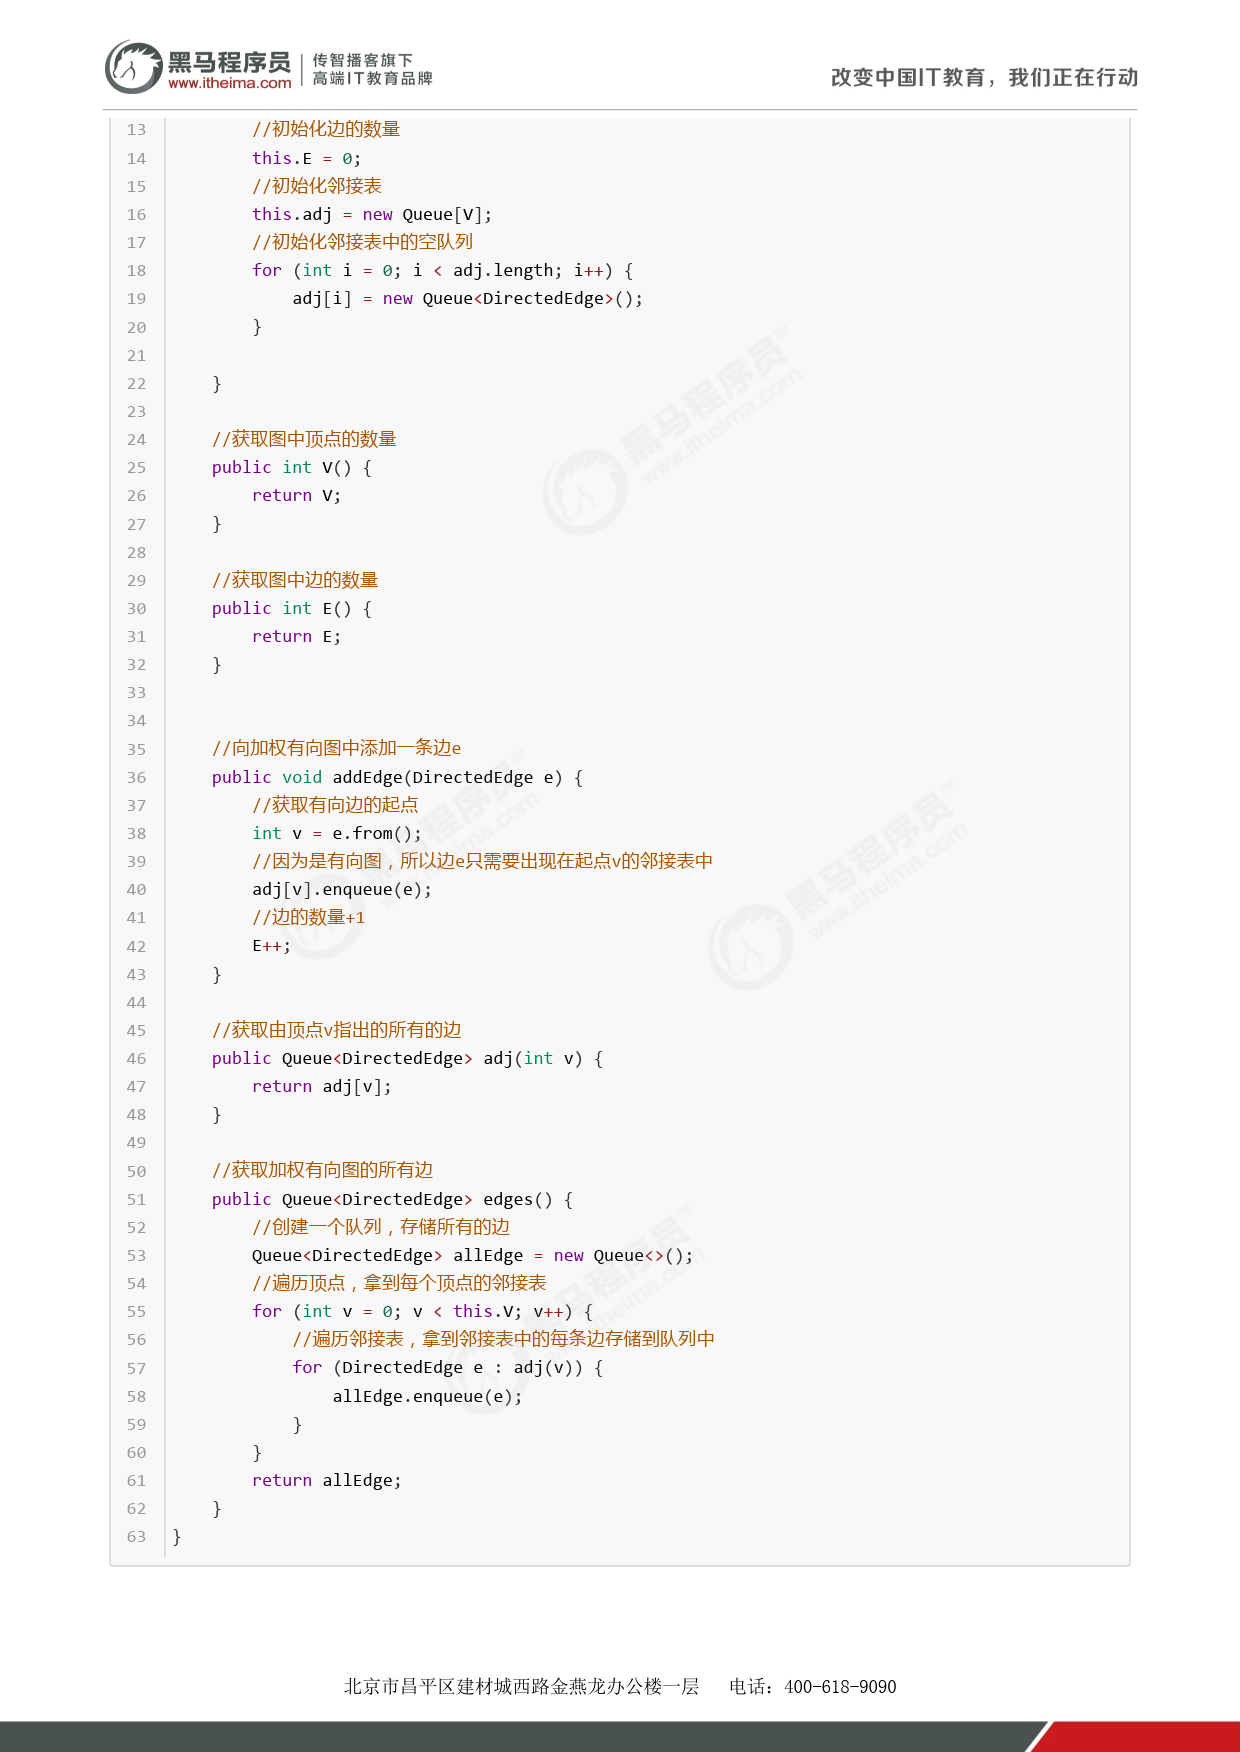 黑马程序员 传智播客旗下
www.itheima.com 高端IT教育品牌
改变中国IT教育，我们正在行动
13 //初始化边的数量
14 this.E = 0;
15 //初始化邻接表
16 this.adj = new Queue[V];
17 //初始化邻接表中的空队列
18 for (int i = 0; i < adj.length; i++) {
19 adj[i] = new Queue<DirectedEdge>();
20 }
21
22 }
23
24 //获取图中顶点的数量
25 public int V() {
26 return V;
27 }
28
29 //获取图中边的数量
30 public int E() {
31 return E;
32 }
33
34
35 //向加权有向图中添加一条边e
36 public void addEdge(DirectedEdge e) {
37 //获取有向边的起点
38 int v = e.from();
39 //因为是有向图，所以边e只需要出现在起点v的邻接表中
40 adj[v].enqueue(e);
41 //边的数量+1
42 E++;
43 }
44
45 //获取由顶点v指出的所有的边
46 public Queue<DirectedEdge> adj(int v) {
47 return adj[v];
48 }
49
50 //获取加权有向图的所有边
51 public Queue<DirectedEdge> edges() {
52 //创建一个队列，存储所有的边
53 Queue<DirectedEdge> allEdge = new Queue<>();
54 //遍历顶点，拿到每个顶点的邻接表
55 for (int v = 0; v < this.V; v++) {
56 //遍历邻接表，拿到邻接表中的每条边存储到队列中
57 for (DirectedEdge e : adj(v)) {
58 allEdge.enqueue(e);
59 }
60 }
61 return allEdge;
62 }
63 }
北京市昌平区建材城西路金燕龙办公楼一层 电话：400-618-9090